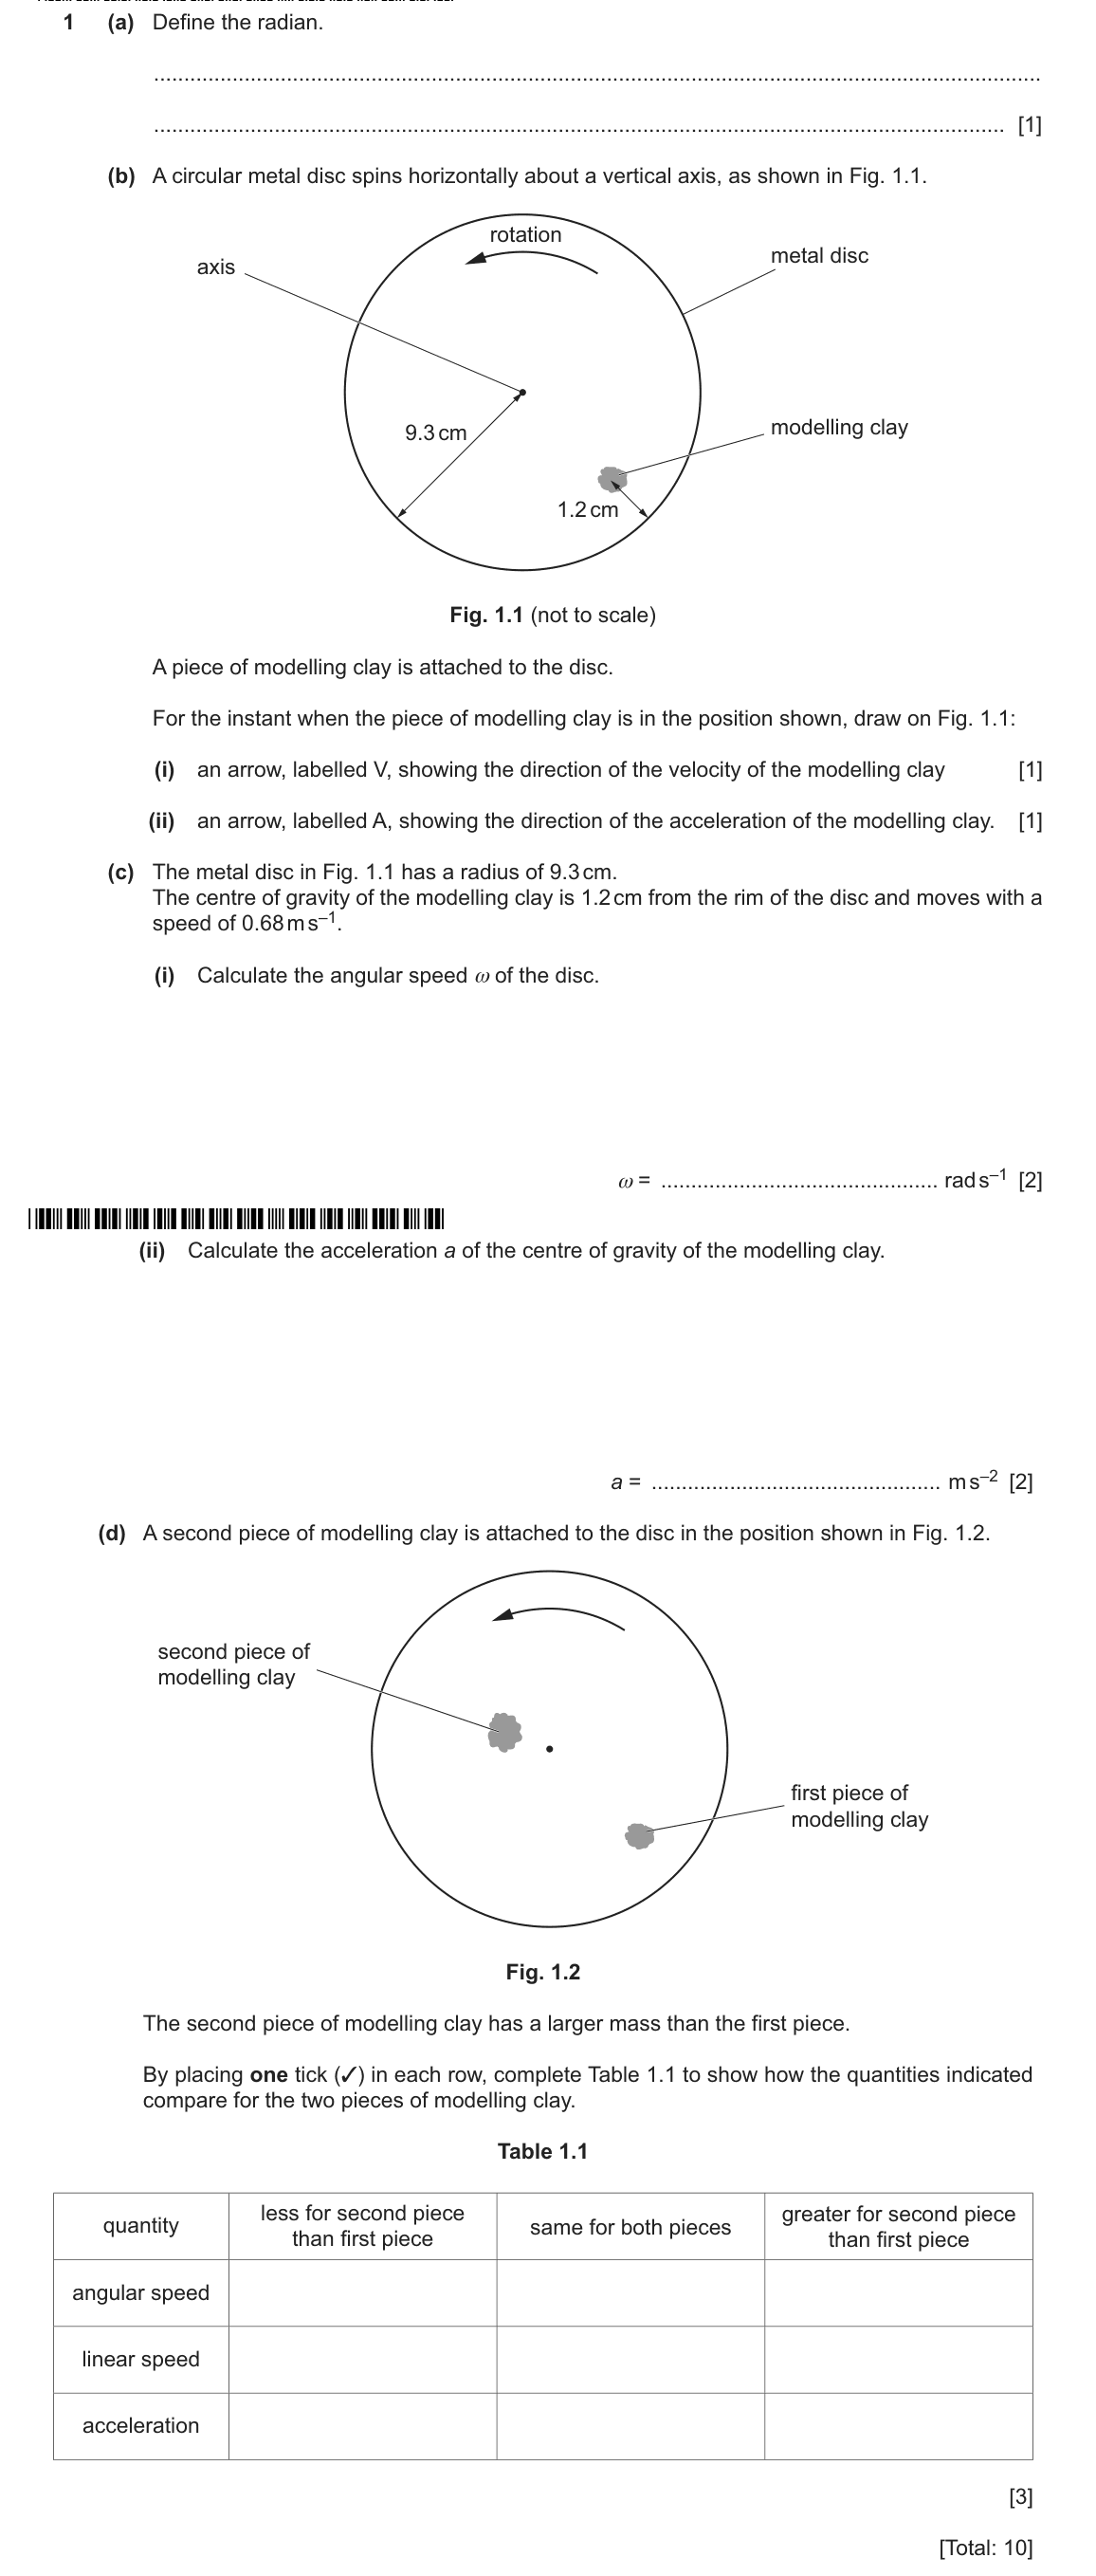 1 (a) Define the radian.
.......................................................................................................................................................
................................................................................................................................................. [1]
(b) A circular metal disc spins horizontally about a vertical axis, as shown in Fig. 1.1.
rotation
metal disc
axis
9.3 cm
modelling clay
1.2 cm
Fig. 1.1 (not to scale)
A piece of modelling clay is attached to the disc.
For the instant when the piece of modelling clay is in the position shown, draw on Fig. 1.1:
(i) an arrow, labelled V, showing the direction of the velocity of the modelling clay [1]
(ii) an arrow, labelled A, showing the direction of the acceleration of the modelling clay. [1]
(c) The metal disc in Fig. 1.1 has a radius of 9.3 cm.
The centre of gravity of the modelling clay is 1.2 cm from the rim of the disc and moves with a
speed of 0.68 m s⁻¹.
(i) Calculate the angular speed ω of the disc.
ω = .............................................. rad s⁻¹ [2]
(ii) Calculate the acceleration a of the centre of gravity of the modelling clay.
a = ................................................ m s⁻² [2]
(d) A second piece of modelling clay is attached to the disc in the position shown in Fig. 1.2.
second piece of
modelling clay
first piece of
modelling clay
Fig. 1.2
The second piece of modelling clay has a larger mass than the first piece.
By placing one tick (✓) in each row, complete Table 1.1 to show how the quantities indicated
compare for the two pieces of modelling clay.
Table 1.1
quantity
less for second piece
than first piece
same for both pieces
greater for second piece
than first piece
angular speed
linear speed
acceleration
[3]
[Total: 10]